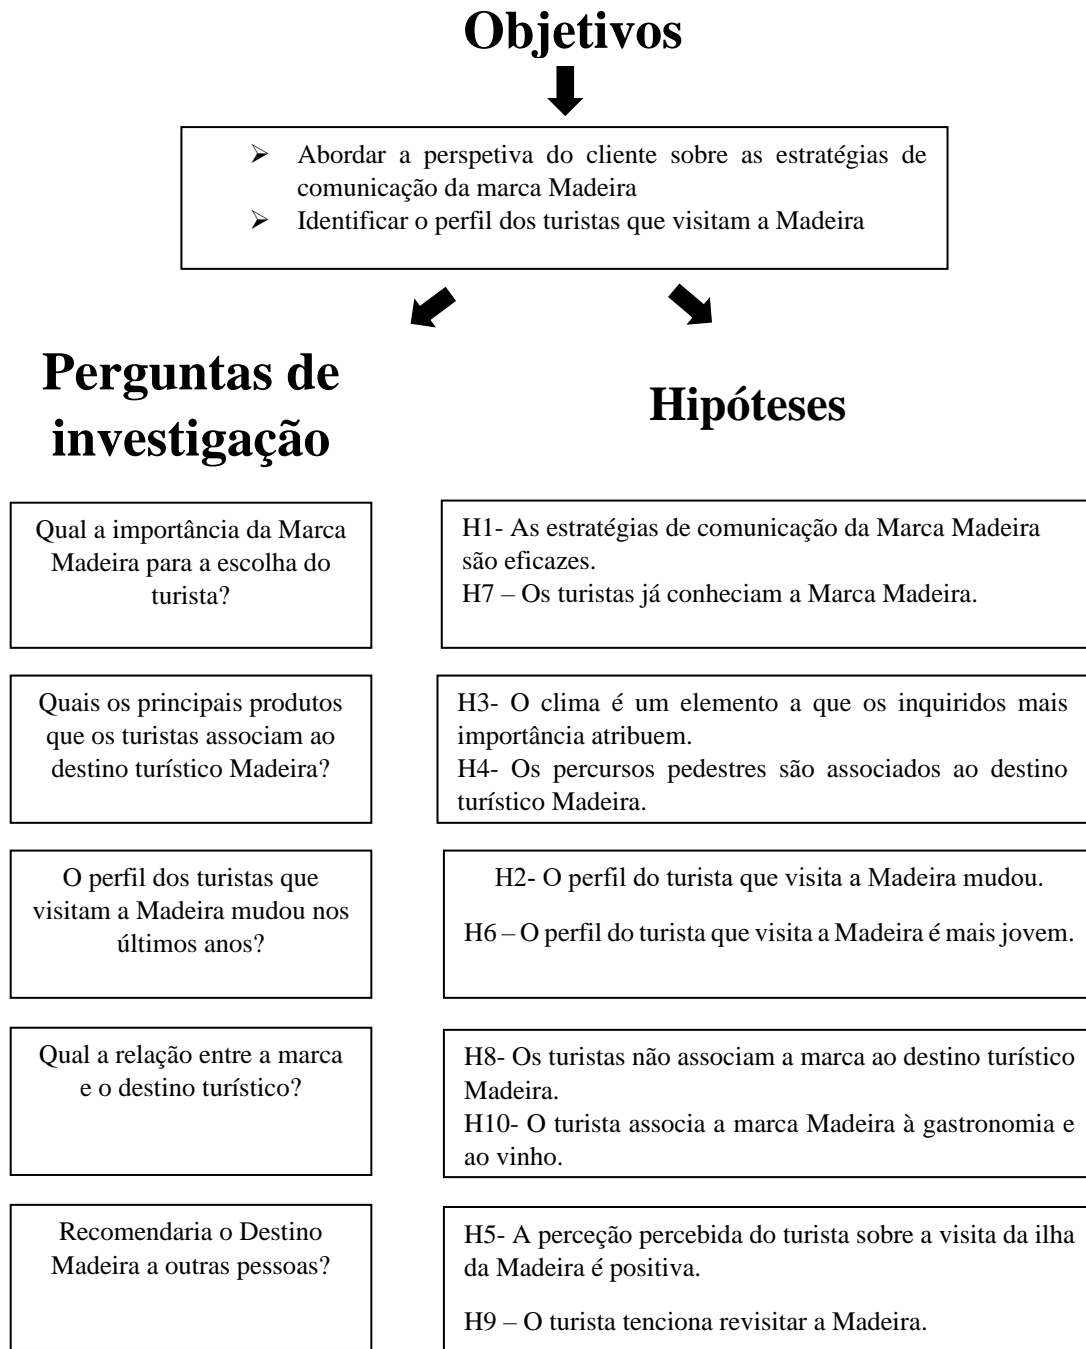 Objetivos
➢ Abordar a perspetiva do cliente sobre as estratégias de
comunicação da marca Madeira
➢ Identificar o perfil dos turistas que visitam a Madeira
Perguntas de
investigação
Hipóteses
Qual a importância da Marca
Madeira para a escolha do
turista?
H1- As estratégias de comunicação da Marca Madeira
são eficazes.
H7 – Os turistas já conheciam a Marca Madeira.
Quais os principais produtos
que os turistas associam ao
destino turístico Madeira?
H3- O clima é um elemento a que os inquiridos mais
importância atribuem.
H4- Os percursos pedestres são associados ao destino
turístico Madeira.
O perfil dos turistas que
visitam a Madeira mudou nos
últimos anos?
H2- O perfil do turista que visita a Madeira mudou.
H6 – O perfil do turista que visita a Madeira é mais jovem.
Qual a relação entre a marca
e o destino turístico?
H8- Os turistas não associam a marca ao destino turístico
Madeira.
H10- O turista associa a marca Madeira à gastronomia e
ao vinho.
Recomendaria o Destino
Madeira a outras pessoas?
H5- A perceção percebida do turista sobre a visita da ilha
da Madeira é positiva.
H9 – O turista tenciona revisitar a Madeira.